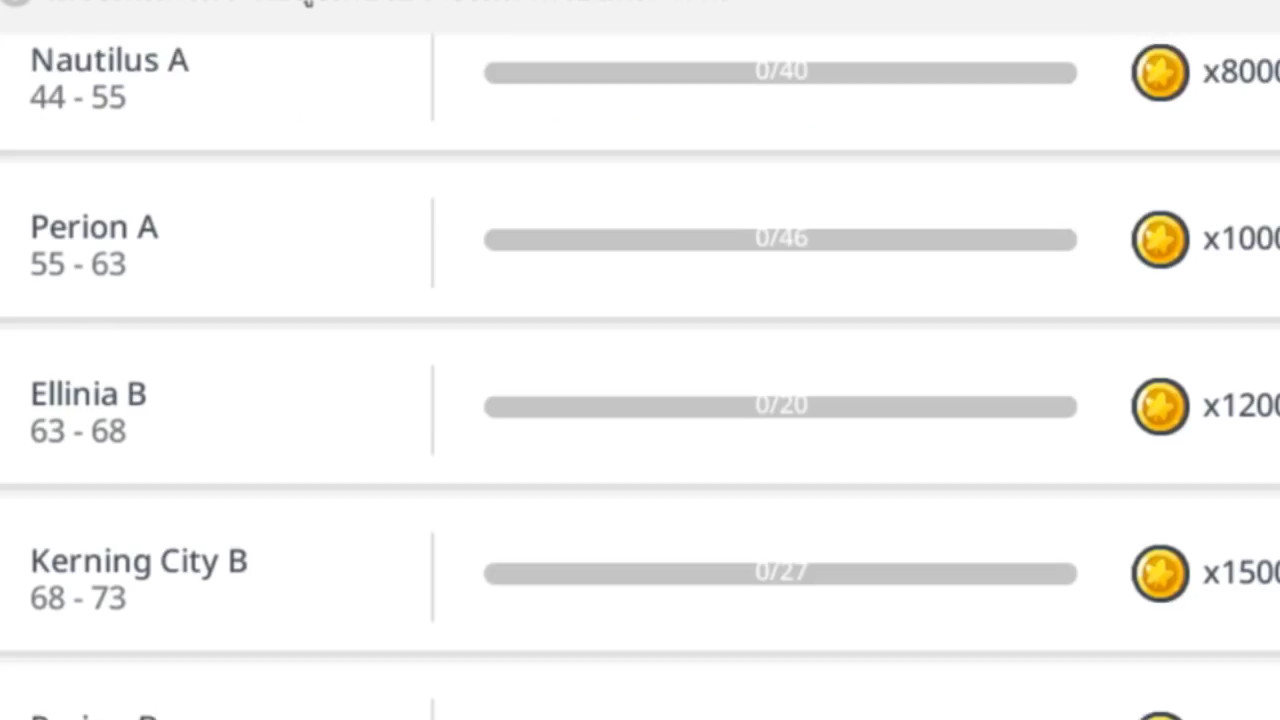 Nautilus A
44 - 55
0/40
x8000
Perion A
55 - 63
0/46
x1000
Ellinia B
63 - 68
0/20
x1200
Kerning City B
68 - 73
0/27
x1500